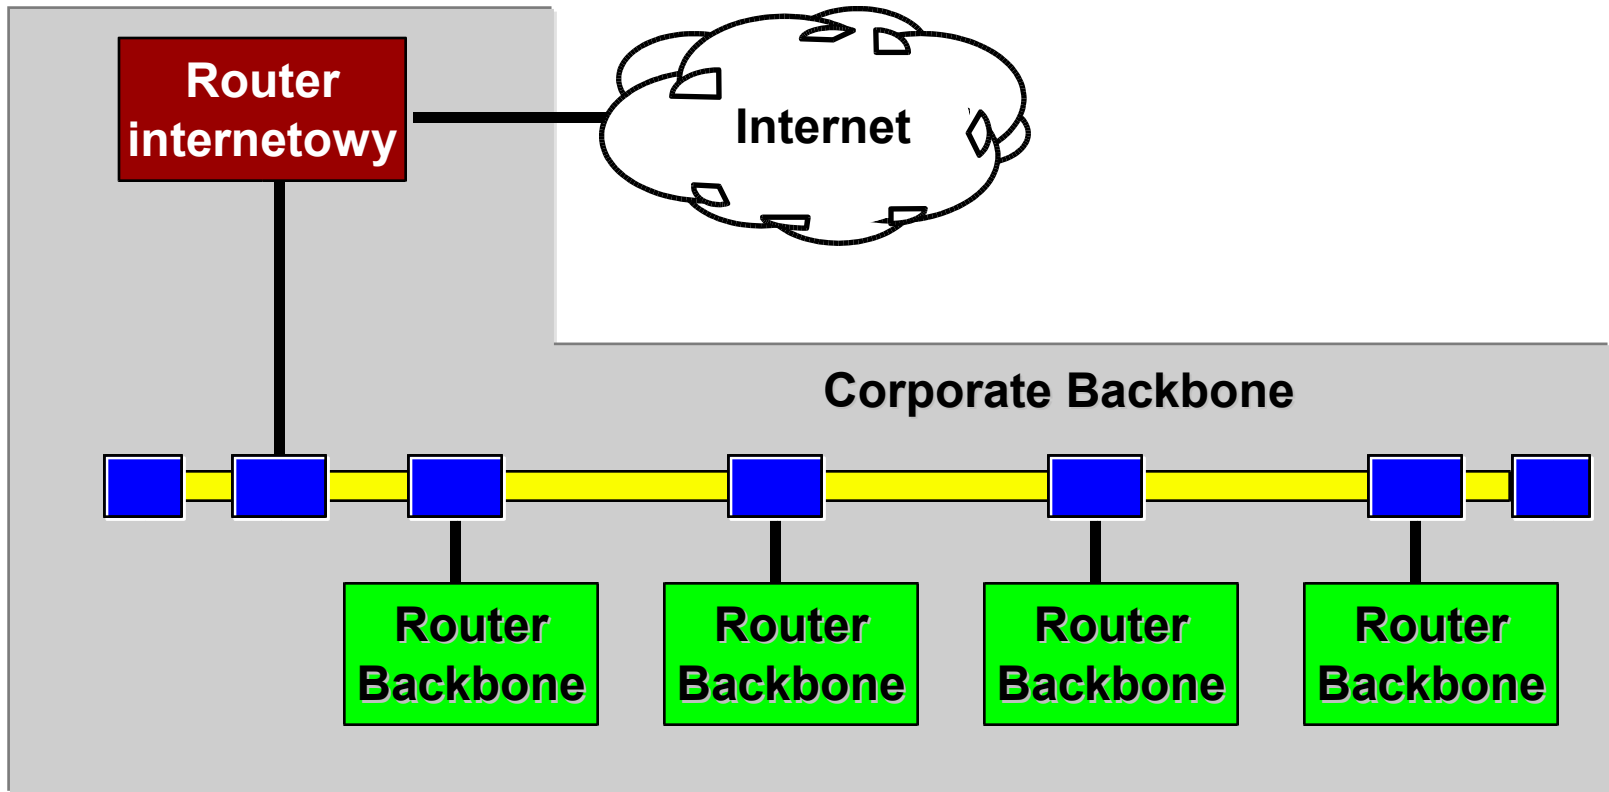 Router
internetowy
Internet
Corporate Backbone
Router
Backbone
Router
Backbone
Router
Backbone
Router
Backbone